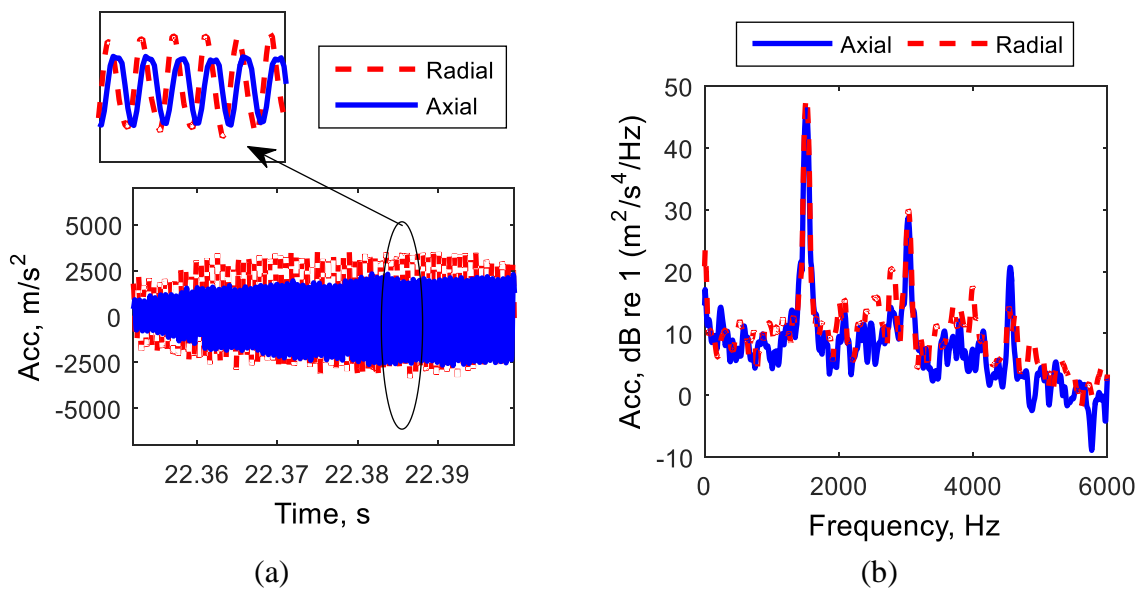 Radial
Axial
Acc, m/s²
5000
2500
0
-2500
-5000
22.36 22.37 22.38 22.39
Time, s
(a)
Axial Radial
Acc, dB re 1 (m²/s⁴/Hz)
50
40
30
20
10
0
-10
0 2000 4000 6000
Frequency, Hz
(b)